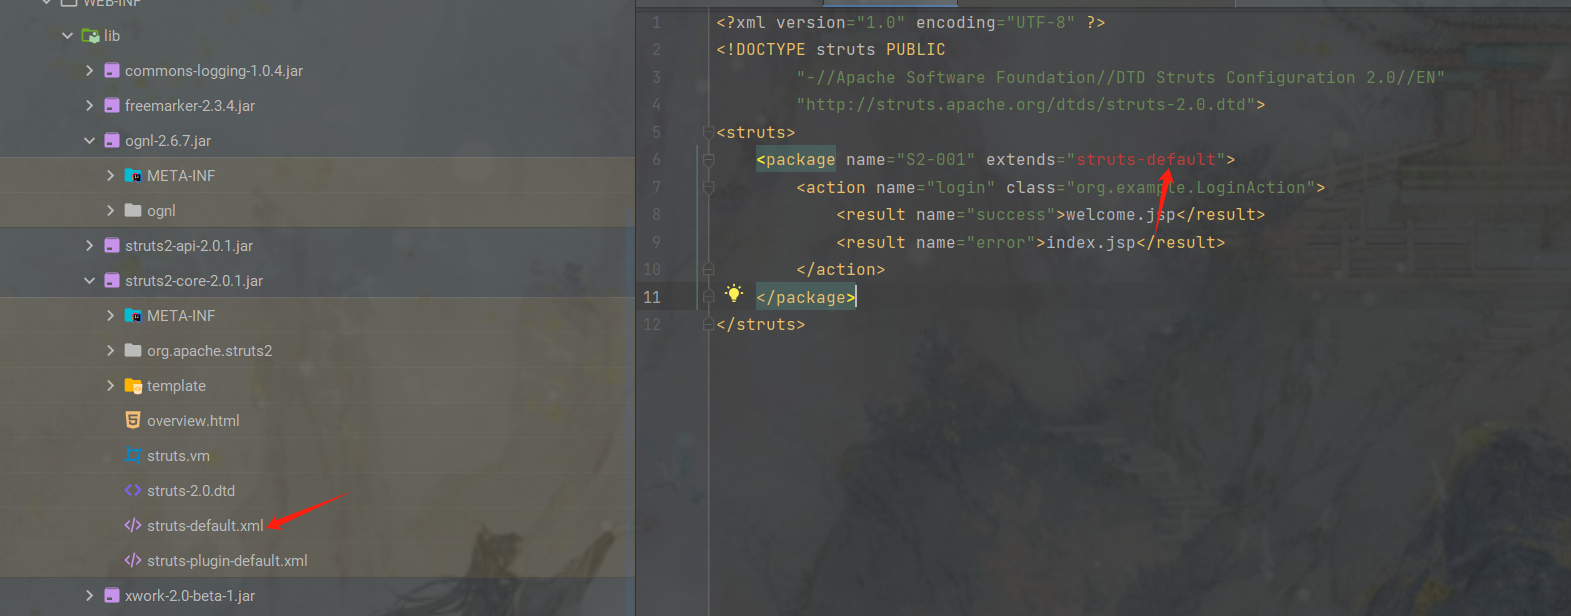 WEB-INF
lib
commons-logging-1.0.4.jar
freemarker-2.3.4.jar
ognl-2.6.7.jar
META-INF
ognl
struts2-api-2.0.1.jar
struts2-core-2.0.1.jar
META-INF
org.apache.struts2
template
overview.html
struts.vm
struts-2.0.dtd
struts-default.xml
struts-plugin-default.xml
xwork-2.0-beta-1.jar
1 <?xml version="1.0" encoding="UTF-8" ?>
2 <!DOCTYPE struts PUBLIC
3 "-//Apache Software Foundation//DTD Struts Configuration 2.0//EN"
4 "http://struts.apache.org/dtds/struts-2.0.dtd">
5 <struts>
6 <package name="S2-001" extends="struts-default">
7 <action name="login" class="org.example.LoginAction">
8 <result name="success">welcome.jsp</result>
9 <result name="error">index.jsp</result>
10 </action>
11 </package>
12 </struts>